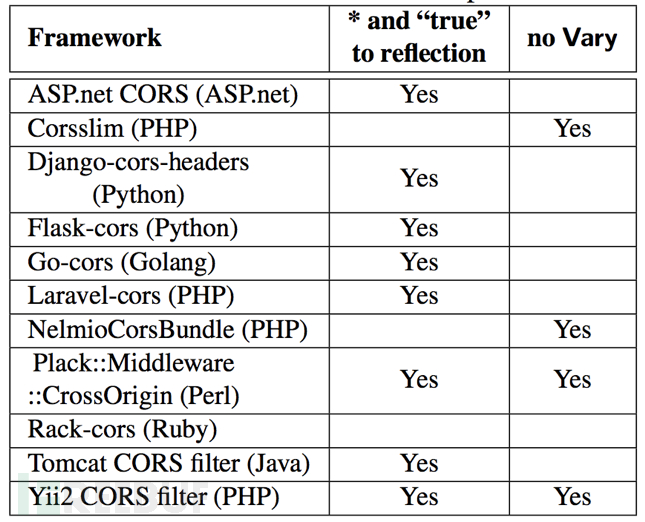 Framework
* and “true”
to reflection
no Vary
ASP.net CORS (ASP.net) Yes
Corsslim (PHP) Yes
Django-cors-headers
(Python)
Yes
Flask-cors (Python) Yes
Go-cors (Golang) Yes
Laravel-cors (PHP) Yes
NelmioCorsBundle (PHP) Yes
Plack::Middleware
::CrossOrigin (Perl)
Yes Yes
Rack-cors (Ruby)
Tomcat CORS filter (Java) Yes
Yii2 CORS filter (PHP) Yes Yes